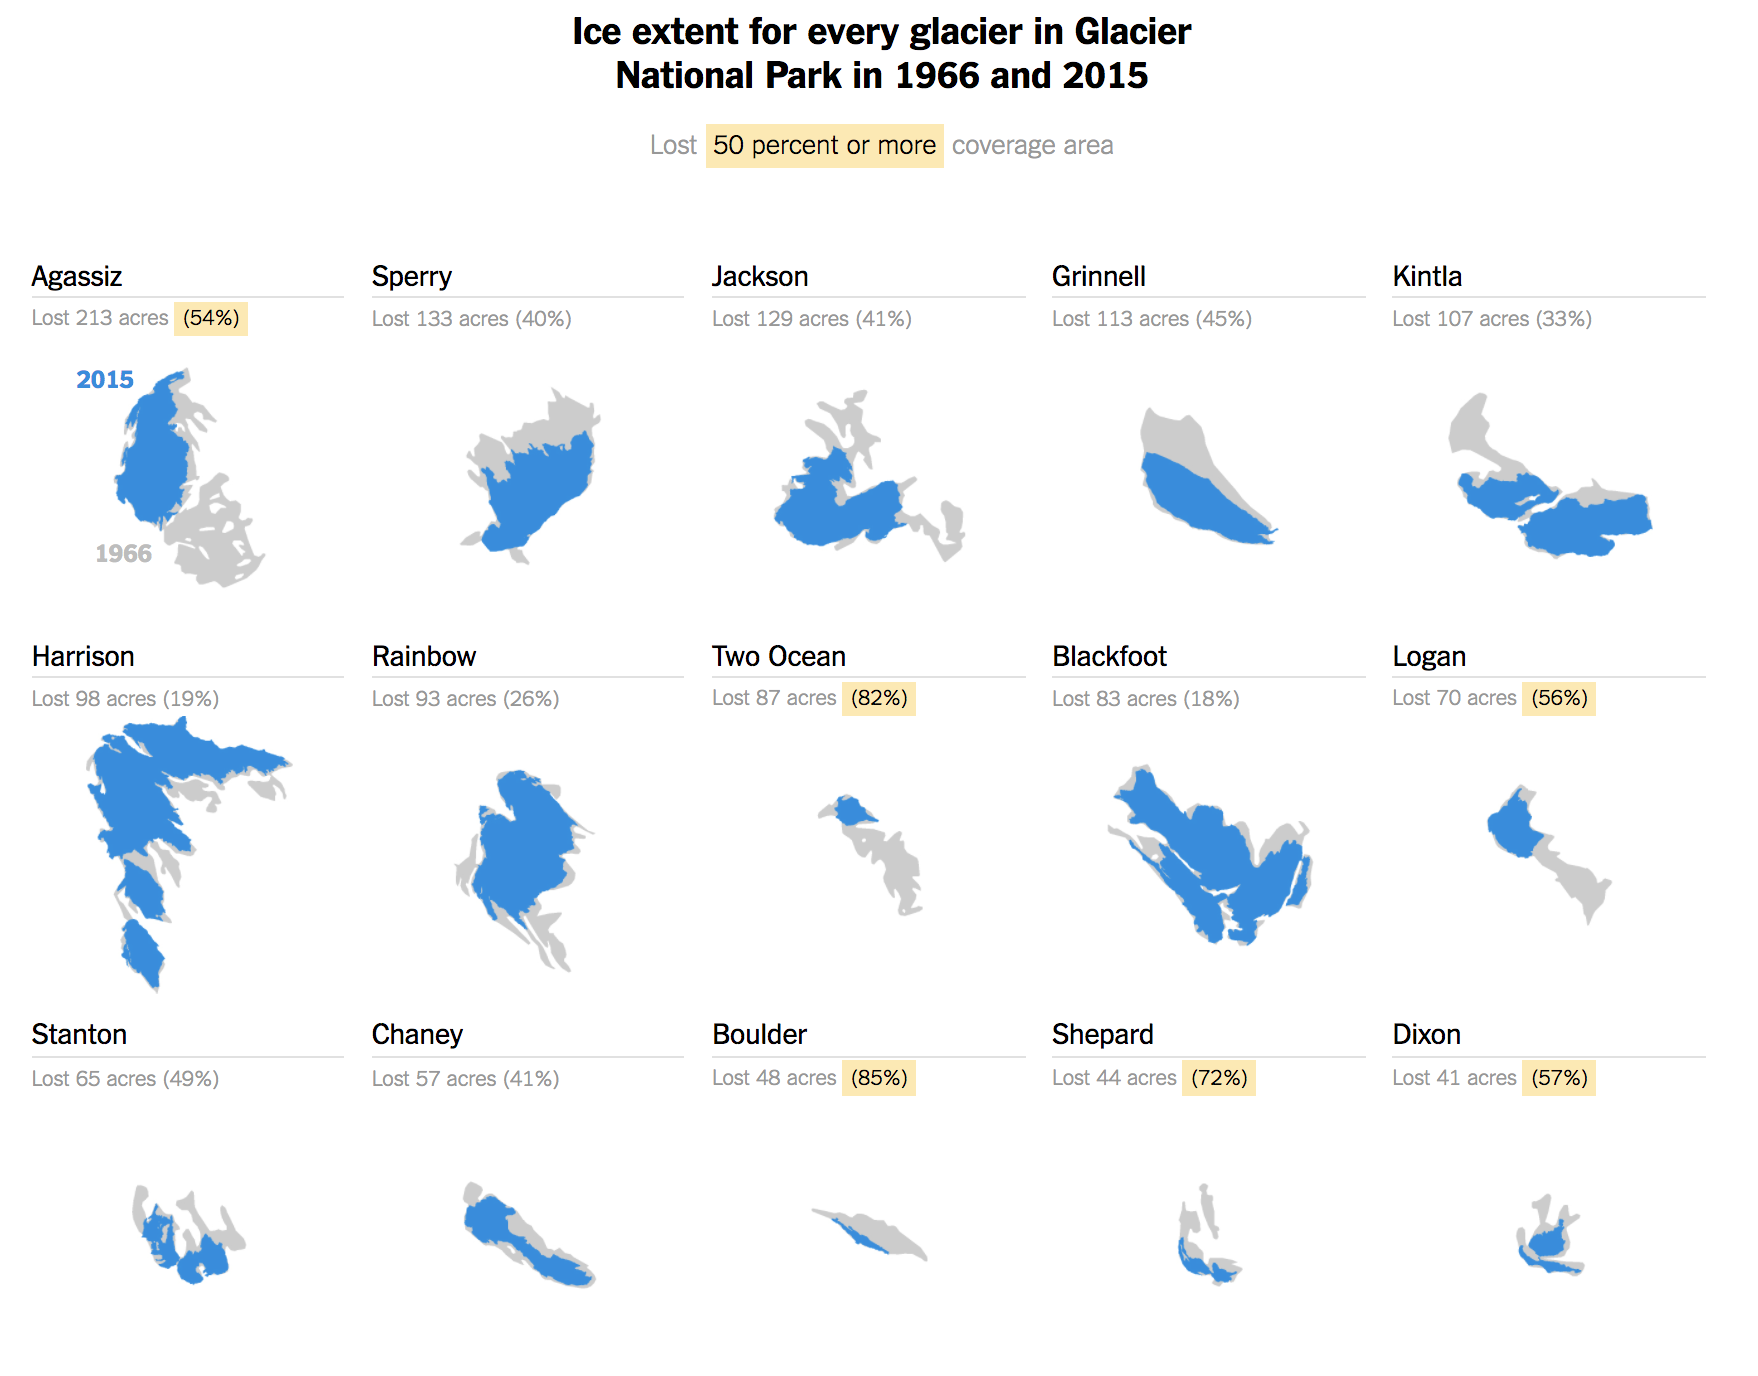 Ice extent for every glacier in Glacier
National Park in 1966 and 2015
Lost 50 percent or more coverage area
Agassiz
Lost 213 acres (54%)
2015
1966
Sperry
Lost 133 acres (40%)
Jackson
Lost 129 acres (41%)
Grinnell
Lost 113 acres (45%)
Kintla
Lost 107 acres (33%)
Harrison
Lost 98 acres (19%)
Rainbow
Lost 93 acres (26%)
Two Ocean
Lost 87 acres (82%)
Blackfoot
Lost 83 acres (18%)
Logan
Lost 70 acres (56%)
Stanton
Lost 65 acres (49%)
Chaney
Lost 57 acres (41%)
Boulder
Lost 48 acres (85%)
Shepard
Lost 44 acres (72%)
Dixon
Lost 41 acres (57%)